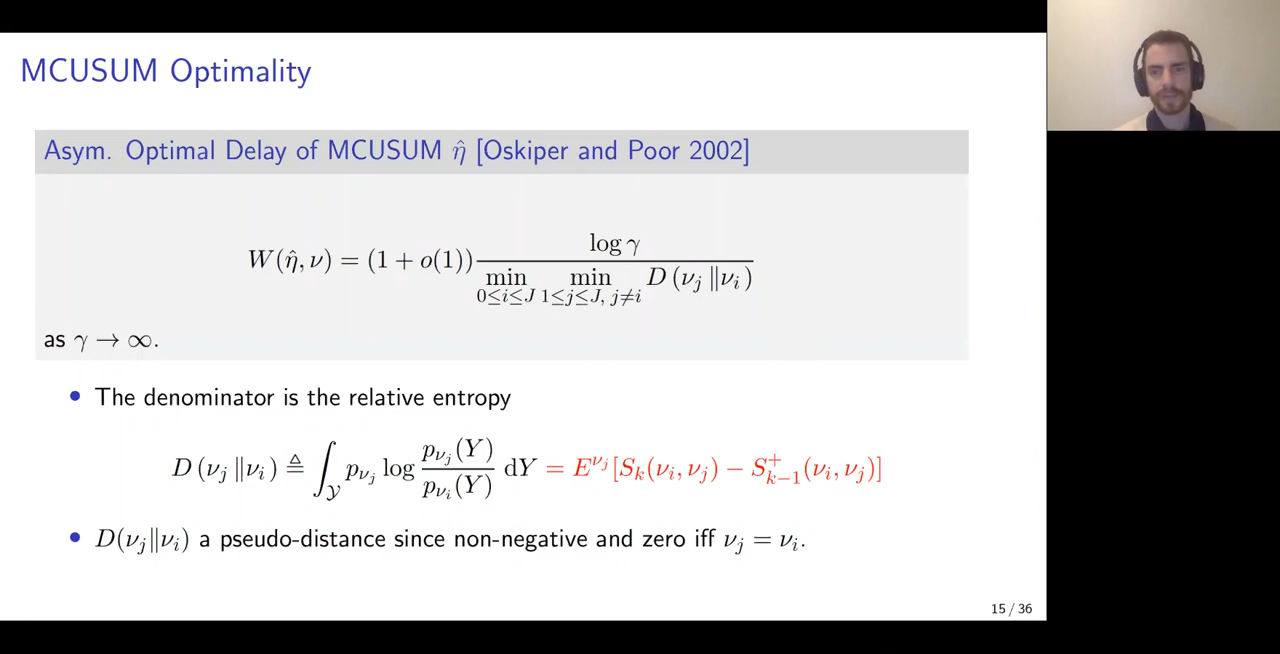 MCUSUM Optimality
Asym. Optimal Delay of MCUSUM η̂ [Oskiper and Poor 2002]
W(η̂, ν) = (1 + o(1)) log γ / min_{0≤i≤J} min_{1≤j≤J, j≠i} D (ν_j ‖ν_i )
as γ → ∞.
• The denominator is the relative entropy
D (ν_j ‖ν_i ) ≜ ∫_𝒴 p_{ν_j} log p_{ν_j}(Y) / p_{ν_i}(Y) dY = E^{ν_j}[S_k(ν_i, ν_j) − S^+_{k−1}(ν_i, ν_j)]
• D(ν_j‖ν_i) a pseudo-distance since non-negative and zero iff ν_j = ν_i.
15 / 36